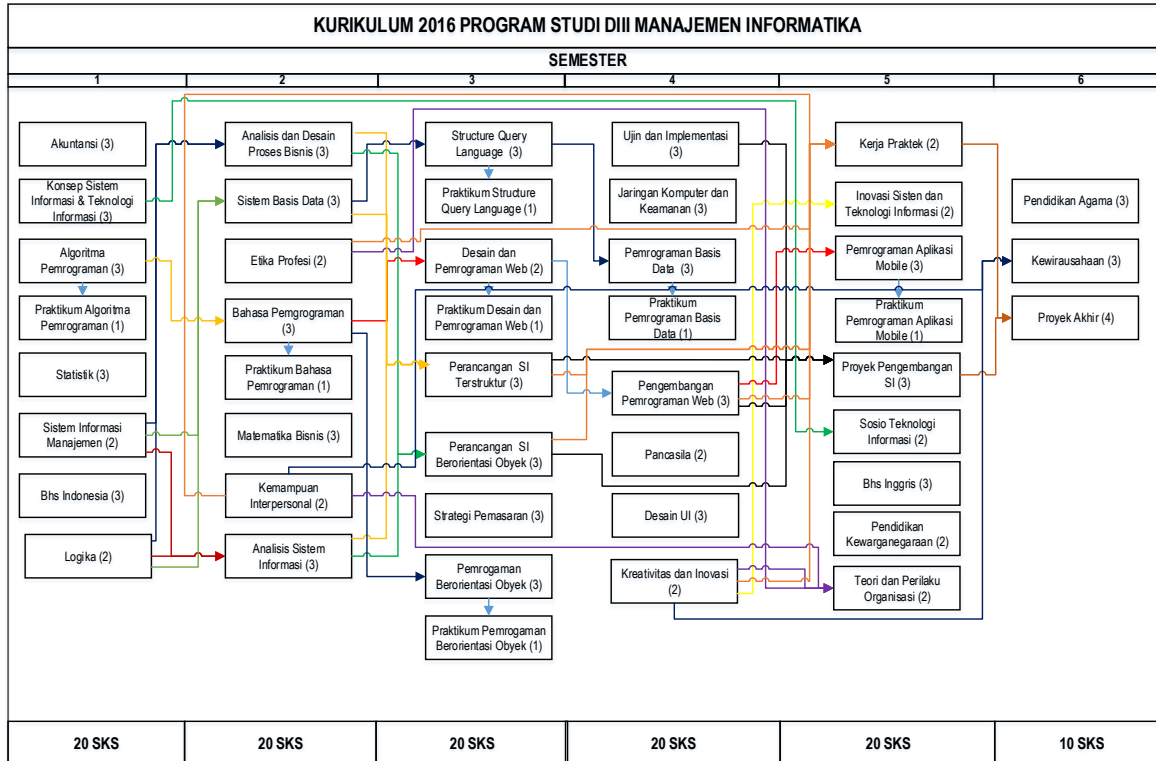 KURIKULUM 2016 PROGRAM STUDI DIII MANAJEMEN INFORMATIKA
SEMESTER
1 2 3 4 5 6
Akuntansi (3)
Konsep Sistem
Informasi & Teknologi
Informasi (3)
Algoritma
Pemrograman (3)
Praktikum Algoritma
Pemrograman (1)
Statistik (3)
Sistem Informasi
Manajemen (2)
Bhs Indonesia (3)
Logika (2)
Analisis dan Desain
Proses Bisnis
(3)
Sistem Basis Data (3)
Etika Profesi (2)
Bahasa Pemgrograman
(3)
Praktikum Bahasa
Pemrograman (1)
Matematika Bisnis (3)
Kemampuan
Interpersonal (2)
Analisis Sistem
Informasi (3)
Structure Query
Language
(3)
Praktikum Structure
Query Language (1)
Desain dan
Pemrograman Web (2)
Praktikum Desain dan
Pemrograman Web (1)
Perancangan SI
Terstruktur (3)
Perancangan SI
Berorientasi Obyek (3)
Strategi Pemasaran (3)
Pemrogaman
Berorientasi Obyek (3)
Praktikum Pemrogaman
Berorientasi Obyek (1)
Ujin dan Implementasi
(3)
Jaringan Komputer dan
Keamanan (3)
Pemrograman Basis
Data (3)
Praktikum
Pemrograman Basis
Data (1)
Pengembangan
Pemrograman Web (3)
Pancasila (2)
Desain UI (3)
Kreativitas dan Inovasi
(2)
Kerja Praktek (2)
Inovasi Sisten dan
Teknologi Informasi (2)
Pemrograman Aplikasi
Mobile (3)
Praktikum
Pemrograman Aplikasi
Mobile (1)
Proyek Pengembangan
SI (3)
Sosio Teknologi
Informasi (2)
Bhs Inggris (3)
Pendidikan
Kewarganegaraan (2)
Teori dan Perilaku
Organisasi (2)
Pendidikan Agama (3)
Kewirausahaan (3)
Proyek Akhir (4)
20 SKS 20 SKS 20 SKS 20 SKS 20 SKS 10 SKS